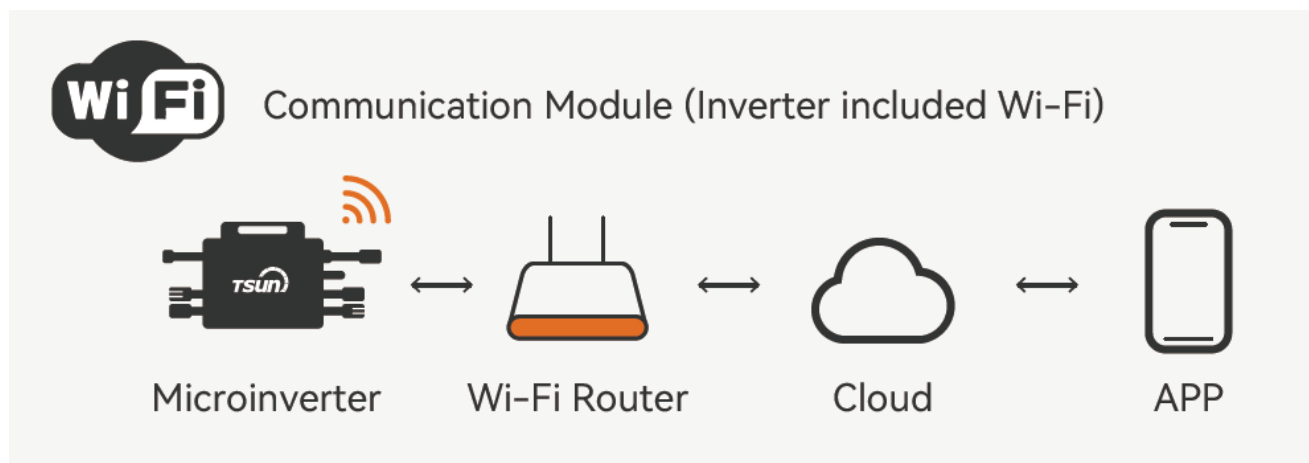 Wi Fi
Communication Module (Inverter included Wi-Fi)
TSUN
Microinverter
Wi-Fi Router
Cloud
APP